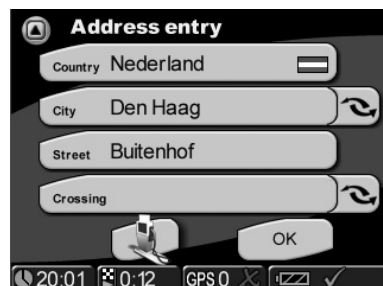 Address entry
Country Nederland
City Den Haag
Street Buitenhof
Crossing
OK
20:01 0:12 GPS 0